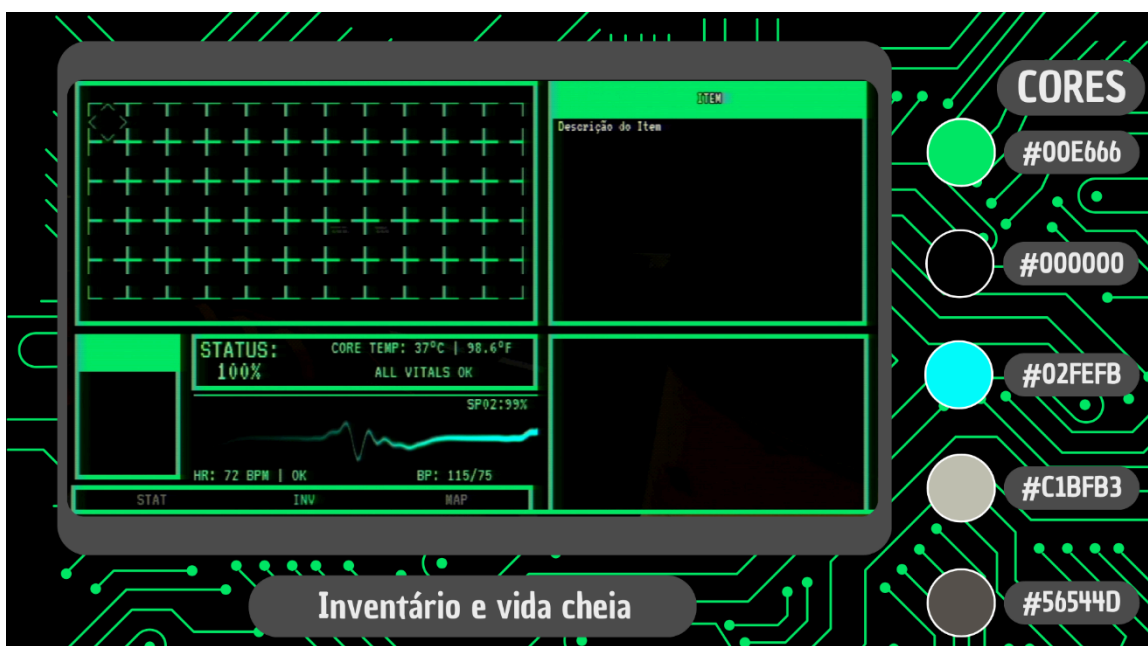 ITEM
Descrição do Item
STATUS:
100%
CORE TEMP: 37°C | 98.6°F
ALL VITALS OK
SPO2:99%
HR: 72 BPM | OK
BP: 115/75
STAT
INV
MAP
Inventário e vida cheia
CORES
#00E666
#000000
#02FEFB
#C1BFB3
#56544D